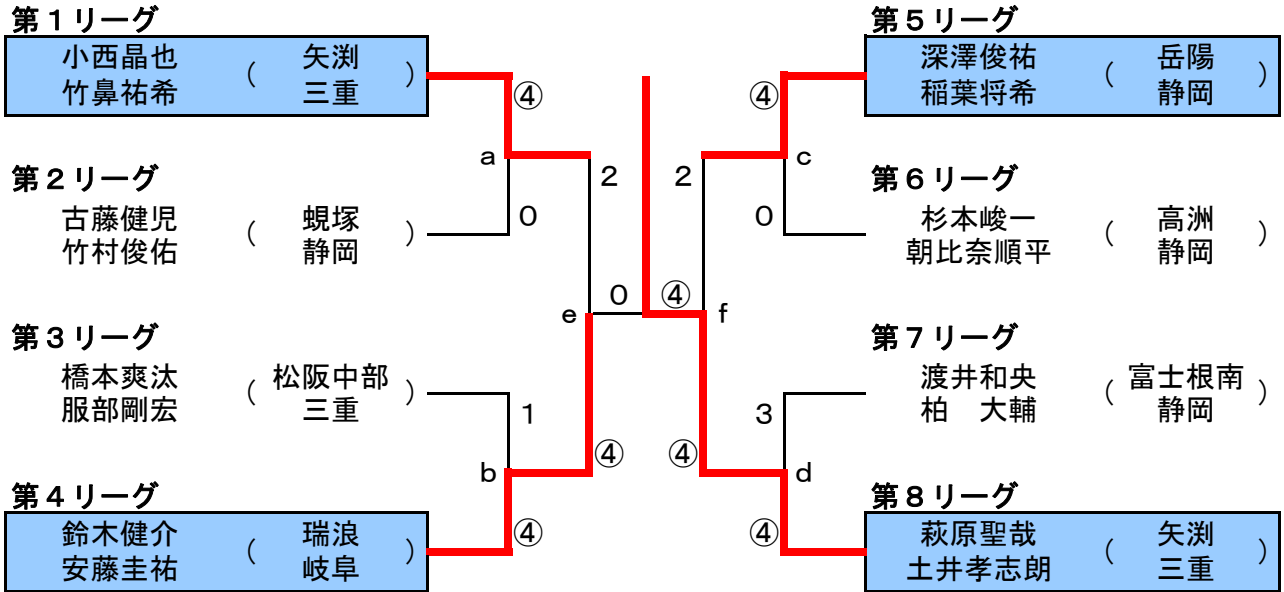 第１リーグ
小西晶也
竹鼻祐希
（ 矢渕 ）
三重
④
a
第２リーグ
古藤健児
竹村俊佑
（ 蜆塚 ）
静岡
0
2
第３リーグ
橋本爽汰
服部剛宏
（ 松阪中部 ）
三重
1
b
第４リーグ
鈴木健介
安藤圭祐
（ 瑞浪 ）
岐阜
④
④
e
0
④
f
第５リーグ
深澤俊祐
稲葉将希
（ 岳陽 ）
静岡
④
c
第６リーグ
杉本峻一
朝比奈順平
（ 高洲 ）
静岡
0
2
第７リーグ
渡井和央
柏　大輔
（ 富士根南 ）
静岡
3
d
第８リーグ
萩原聖哉
土井孝志朗
（ 矢渕 ）
三重
④
④